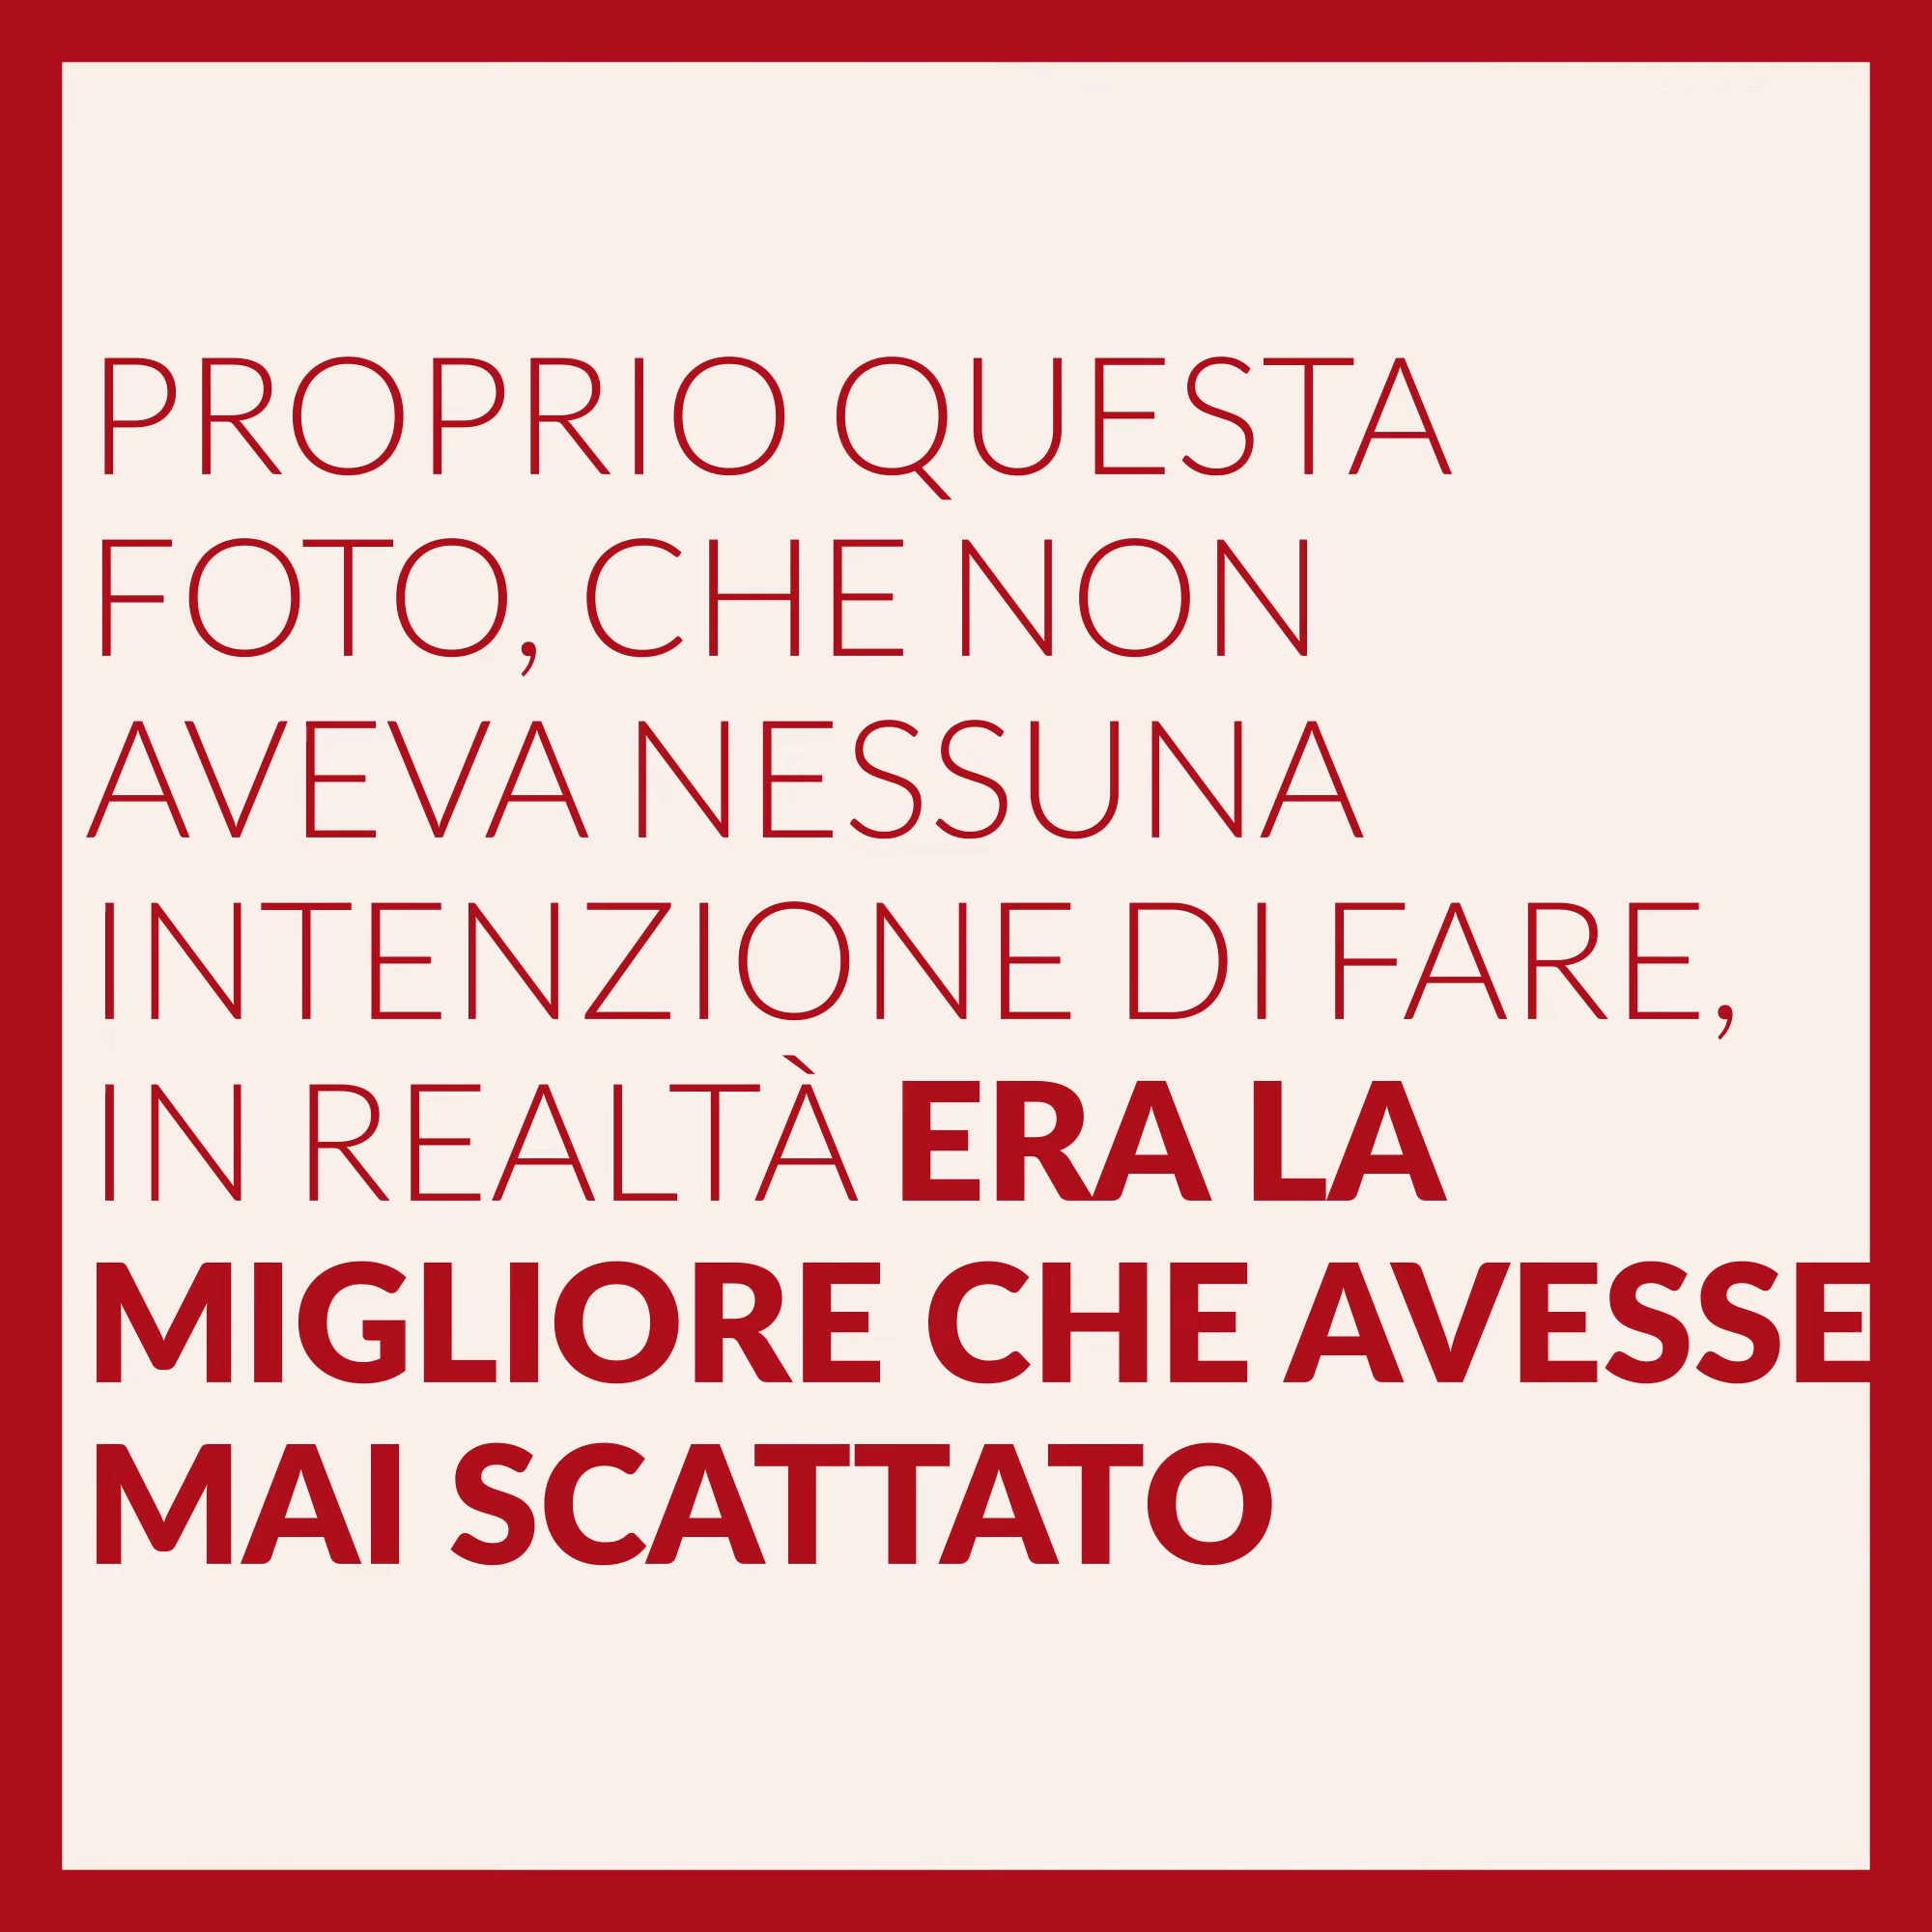 PROPRIO QUESTA
FOTO, CHE NON
AVEVA NESSUNA
INTENZIONE DI FARE,
IN REALTÀ ERA LA
MIGLIORE CHE AVESSE
MAI SCATTATO